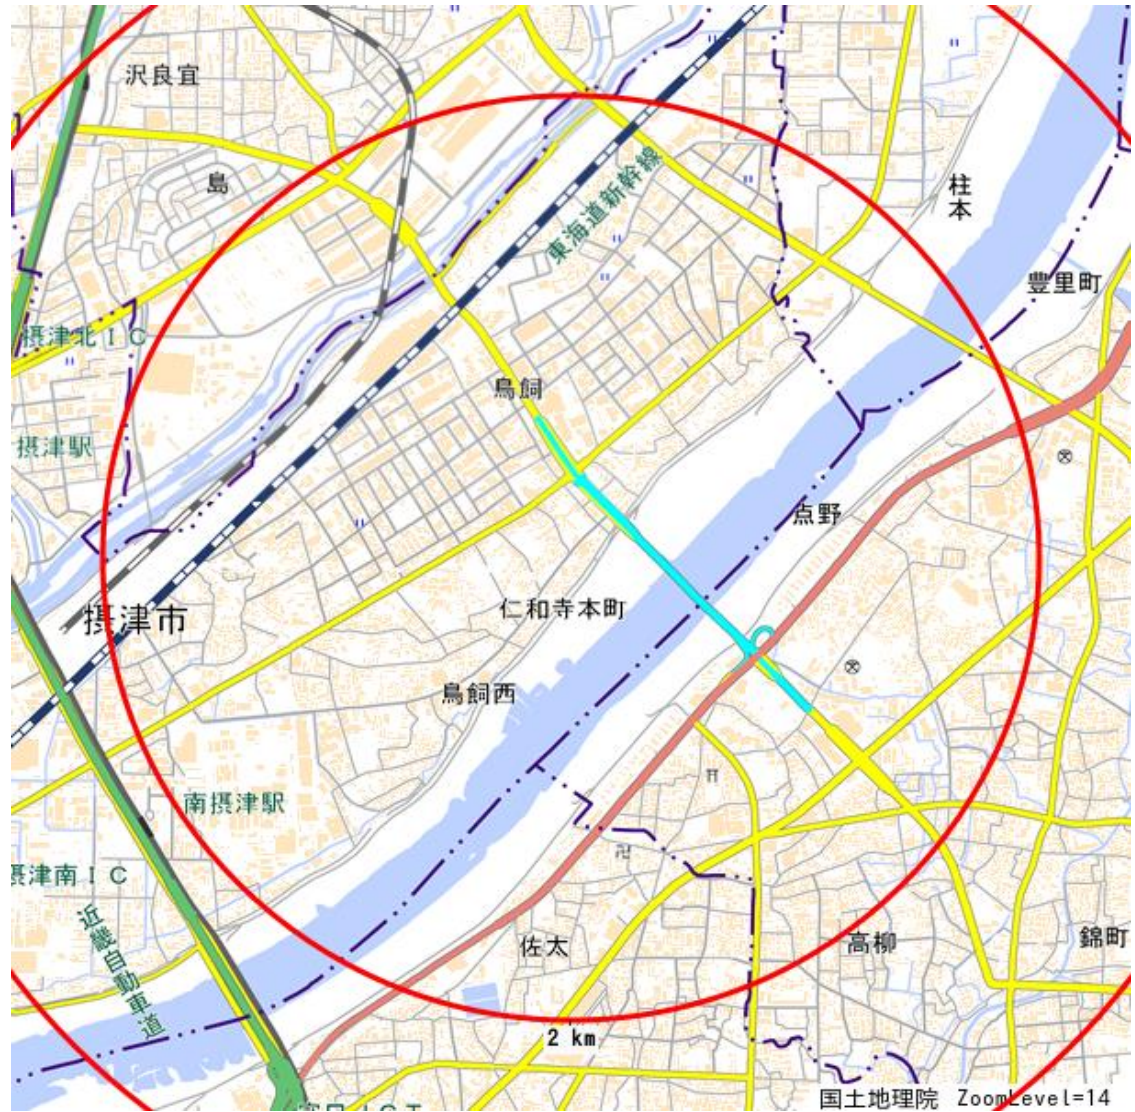 沢良宜
島
東海道新幹線
柱本
豊里町
摂津北IC
鳥飼
摂津駅
点野
仁和寺本町
摂津市
鳥飼西
南摂津駅
摂津南IC
近畿自動車道
佐太
高柳
錦町
2 km
国土地理院 ZoomLevel=14